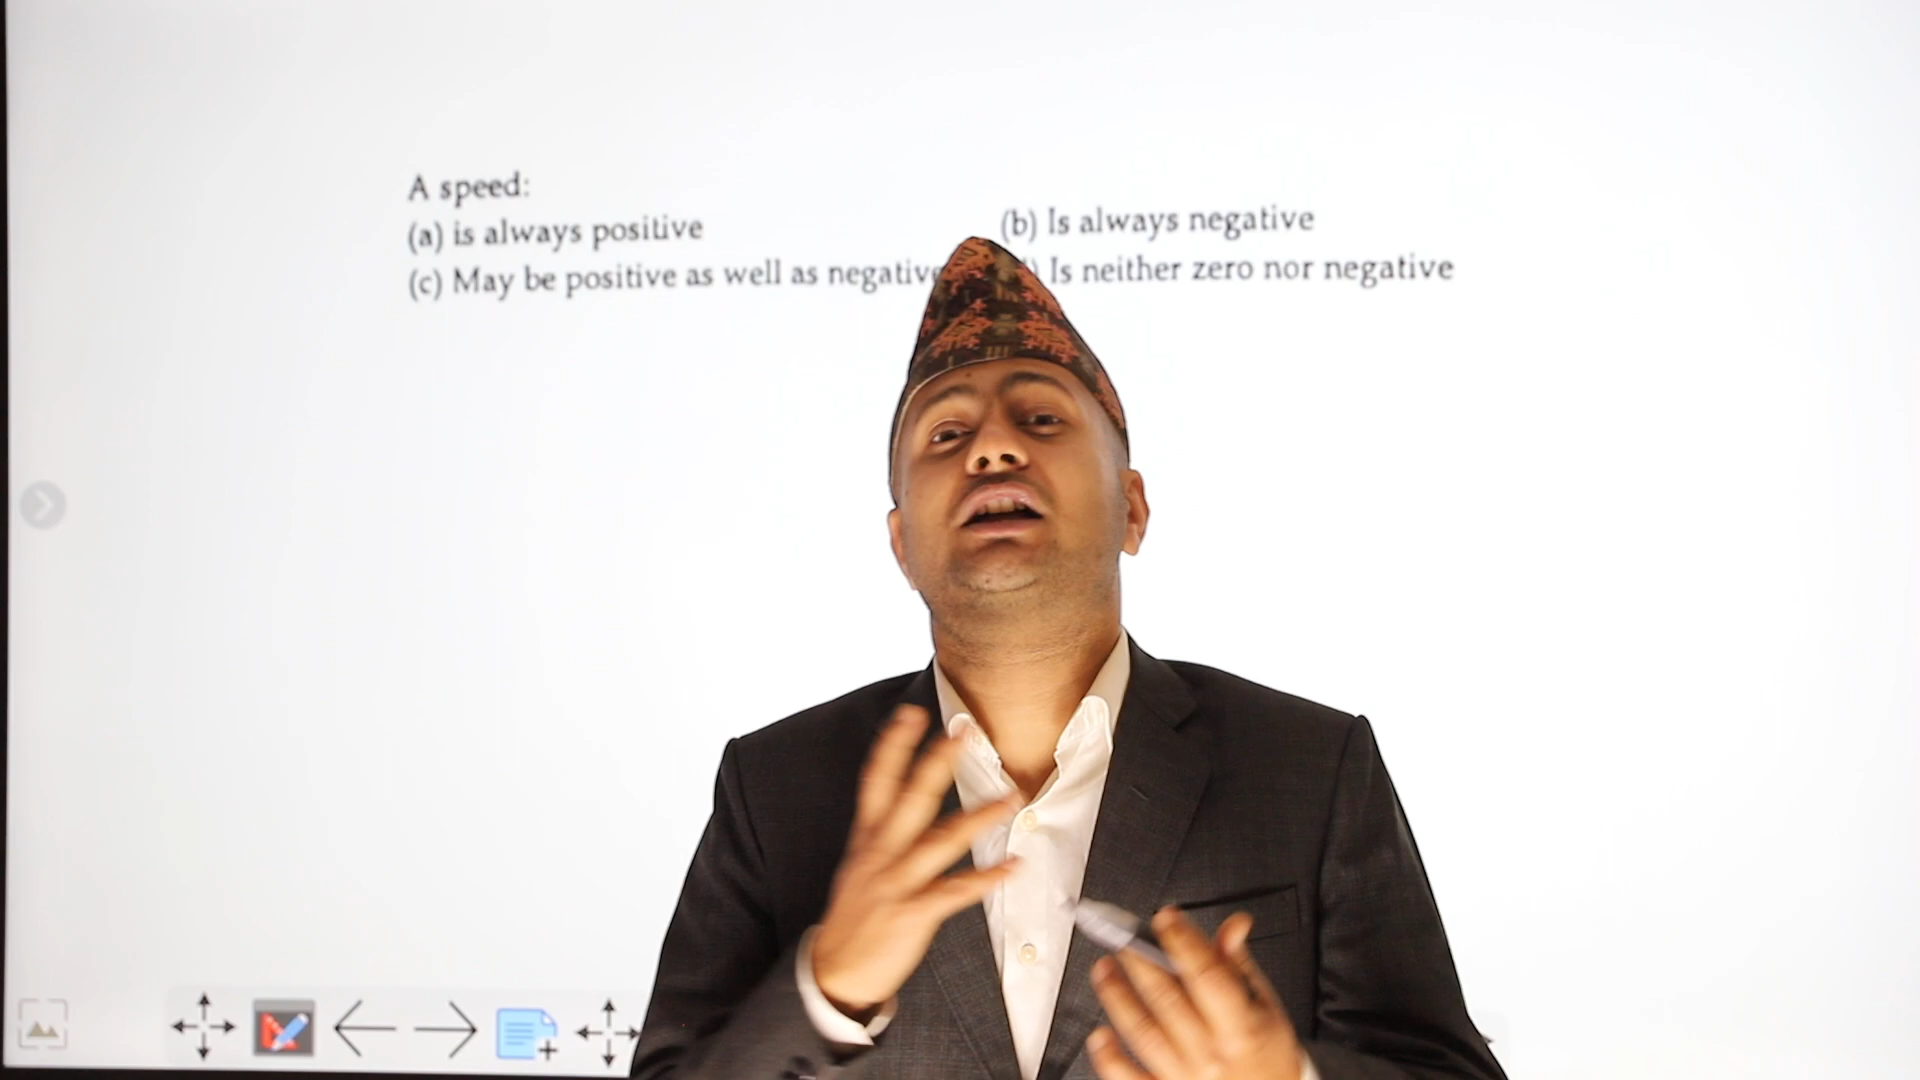 A speed:
(a) is always positive (b) Is always negative
(c) May be positive as well as negative ) Is neither zero nor negative